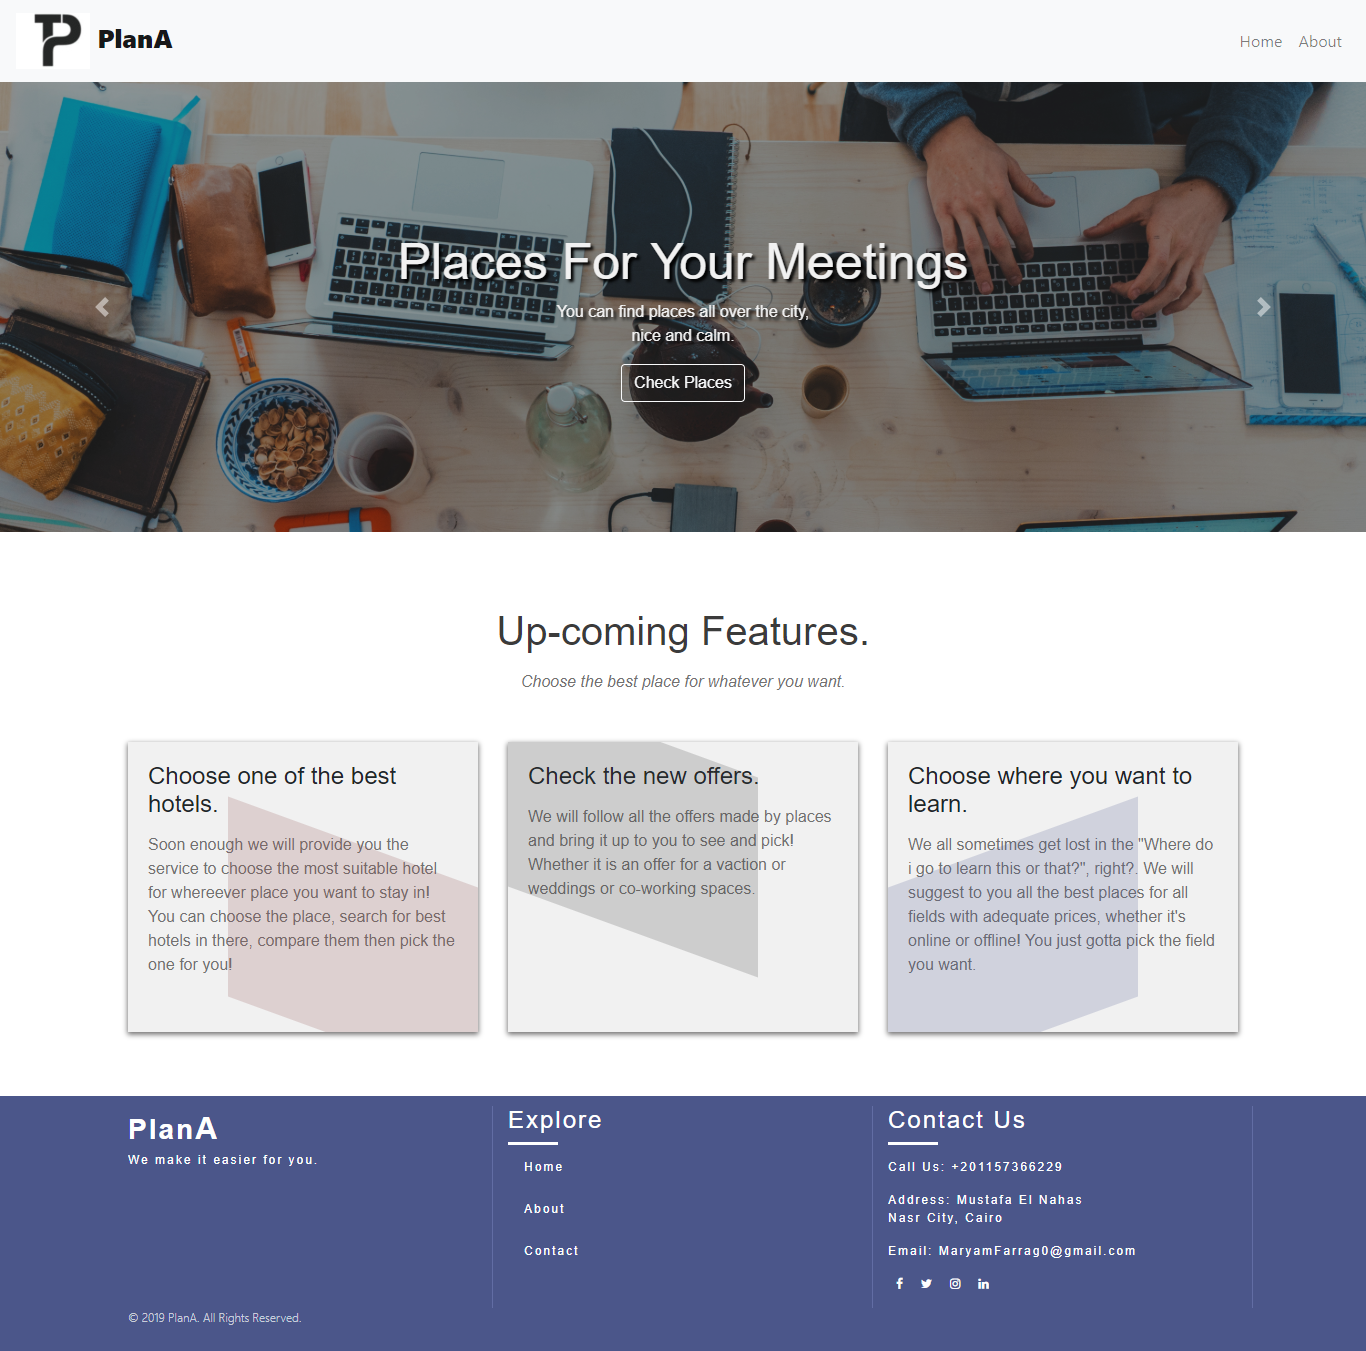 PlanA
Home About
Places For Your Meetings
You can find places all over the city,
nice and calm.
Check Places
Up-coming Features.
Choose the best place for whatever you want.
Choose one of the best
hotels.
Soon enough we will provide you the
service to choose the most suitable hotel
for whereever place you want to stay in!
You can choose the place, search for best
hotels in there, compare them then pick the
one for you!
Check the new offers.
We will follow all the offers made by places
and bring it up to you to see and pick!
Whether it is an offer for a vaction or
weddings or co-working spaces.
Choose where you want to
learn.
We all sometimes get lost in the "Where do
i go to learn this or that?", right?. We will
suggest to you all the best places for all
fields with adequate prices, whether it's
online or offline! You just gotta pick the field
you want.
PlanA
We make it easier for you.
Explore
Home
About
Contact
Contact Us
Call Us: +201157366229
Address: Mustafa El Nahas
Nasr City, Cairo
Email: MaryamFarrag0@gmail.com
© 2019 PlanA. All Rights Reserved.